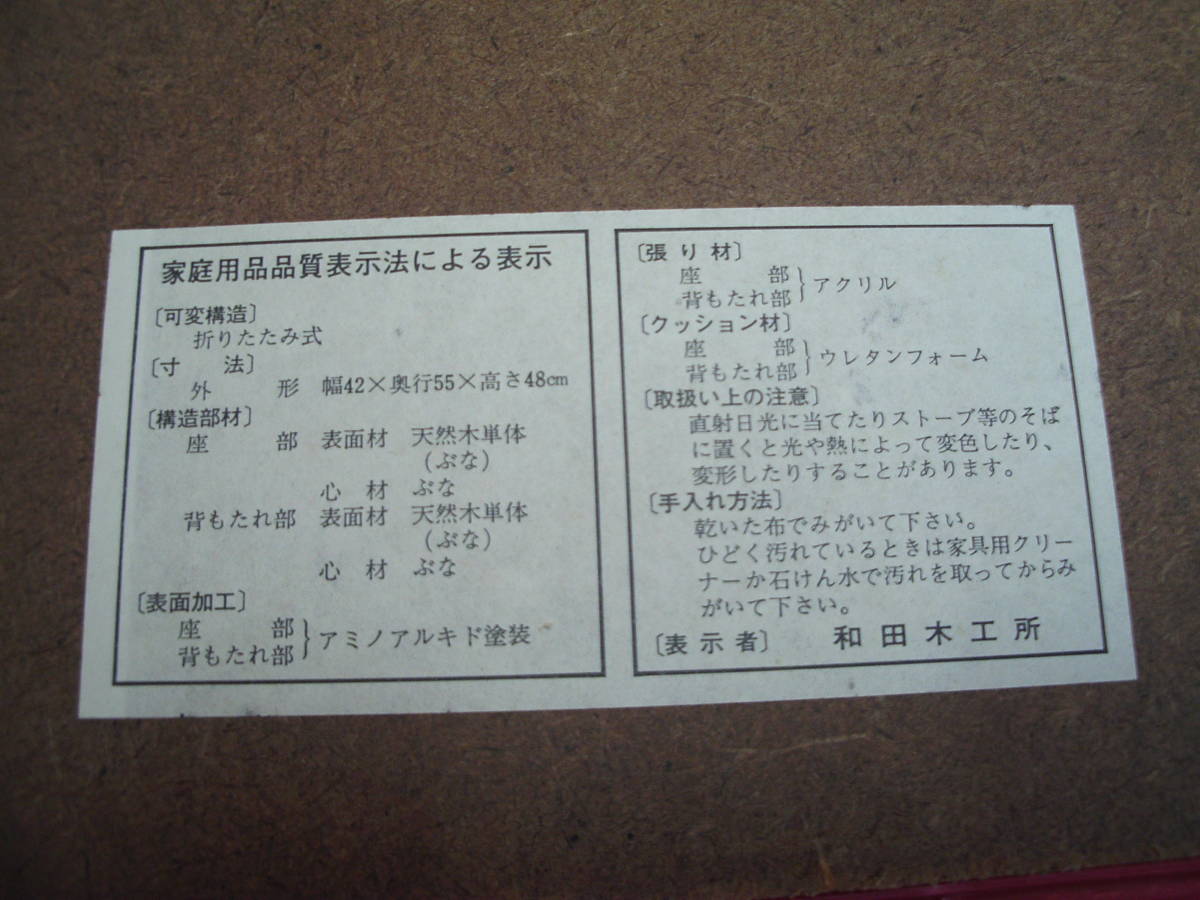 家庭用品品質表示法による表示
〔可変構造〕
折りたたみ式
〔寸　法〕
外　　形　幅42×奥行55×高さ48cm
〔構造部材〕
座　　部　表面材　天然木単体
（ぶな）
心　材　ぶな
背もたれ部　表面材　天然木単体
（ぶな）
心　材　ぶな
〔表面加工〕
座　　部
背もたれ部｝アミノアルキド塗装
〔張り材〕
座　　部
背もたれ部｝アクリル
〔クッション材〕
座　　部
背もたれ部｝ウレタンフォーム
〔取扱い上の注意〕
直射日光に当てたりストーブ等のそば
に置くと光や熱によって変色したり、
変形したりすることがあります。
〔手入れ方法〕
乾いた布でみがいて下さい。
ひどく汚れているときは家具用クリー
ナーか石けん水で汚れを取ってからみ
がいて下さい。
〔表示者〕　和田木工所